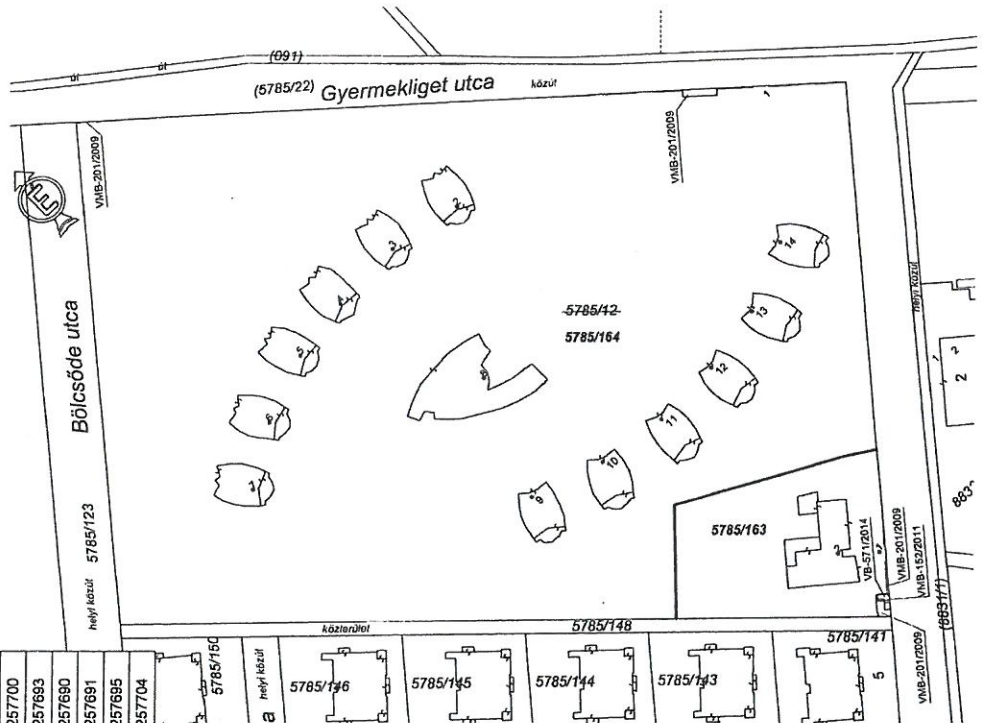 (091)
út
út
(5785/22) Gyermekliget utca közút
VMB-201/2009
VMB-201/2009
É
Bölcsőde utca
helyi közút 5785/123
2
3
4
5
6
7
8
5785/12
5785/164
14
13
12
11
10
9
helyi közút
1
2
2
5785/163
VB-571/2014
VMB-201/2009
VMB-152/2011
(8831/1)
VMB-201/2009
közterület
5785/148
5785/141
5785/150
helyi közút
a
5785/146
5785/145
5785/144
5785/143
5
257700
257693
257690
257691
257695
257704